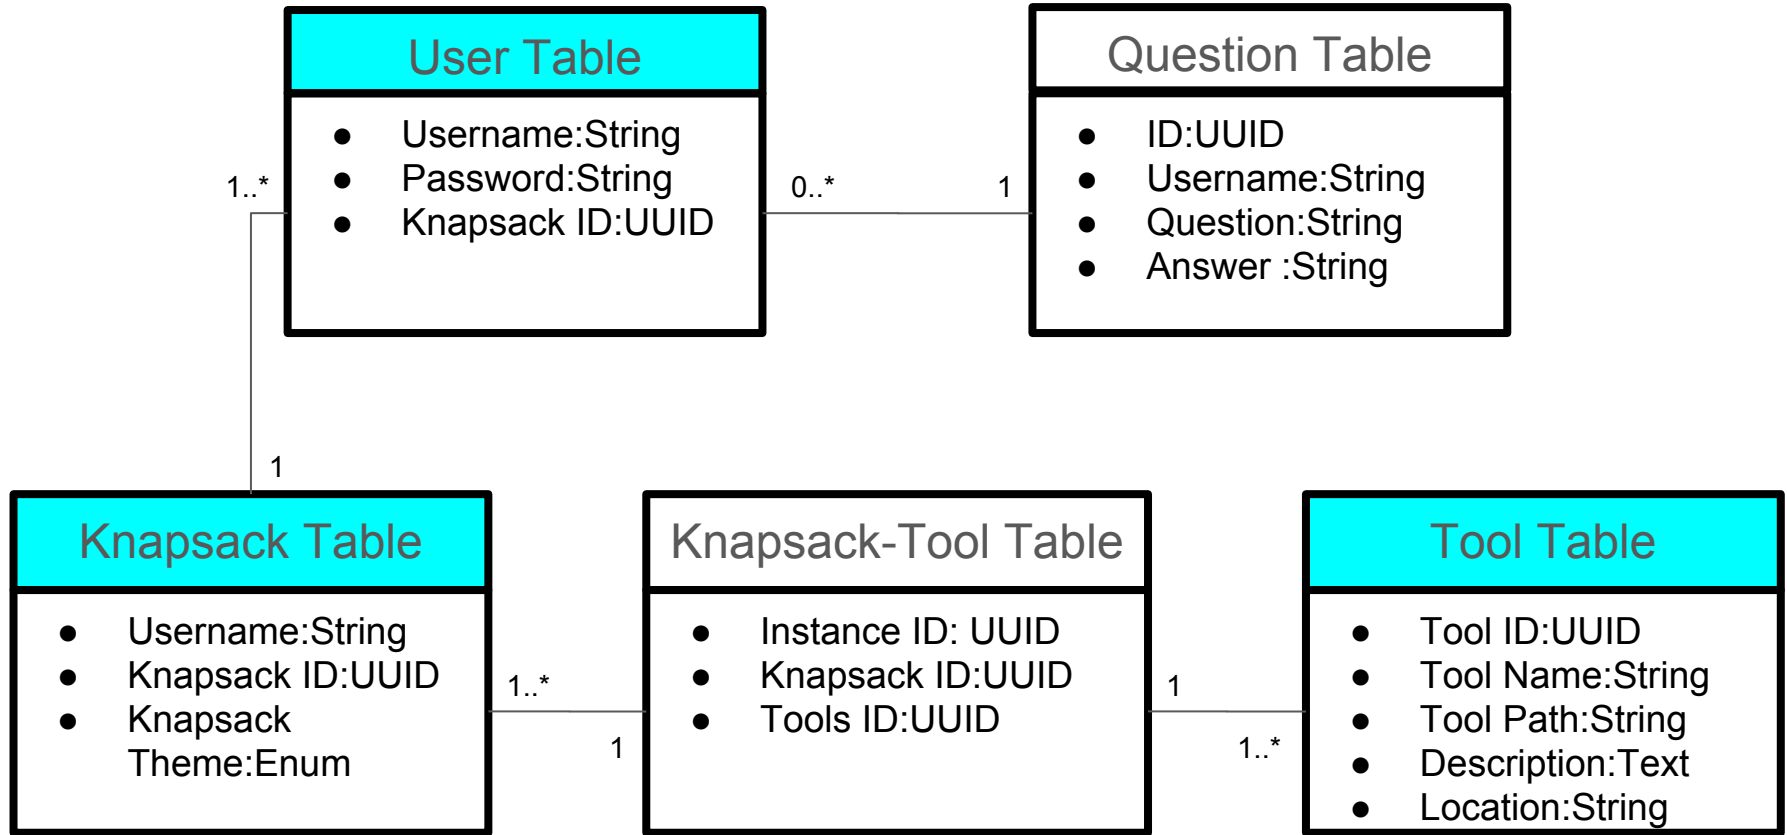 User Table
● Username:String
● Password:String
● Knapsack ID:UUID
Question Table
● ID:UUID
● Username:String
● Question:String
● Answer :String
1..*
0..*
1
1
Knapsack Table
● Username:String
● Knapsack ID:UUID
● Knapsack
Theme:Enum
1..*
1
Knapsack-Tool Table
● Instance ID: UUID
● Knapsack ID:UUID
● Tools ID:UUID
1
1..*
Tool Table
● Tool ID:UUID
● Tool Name:String
● Tool Path:String
● Description:Text
● Location:String